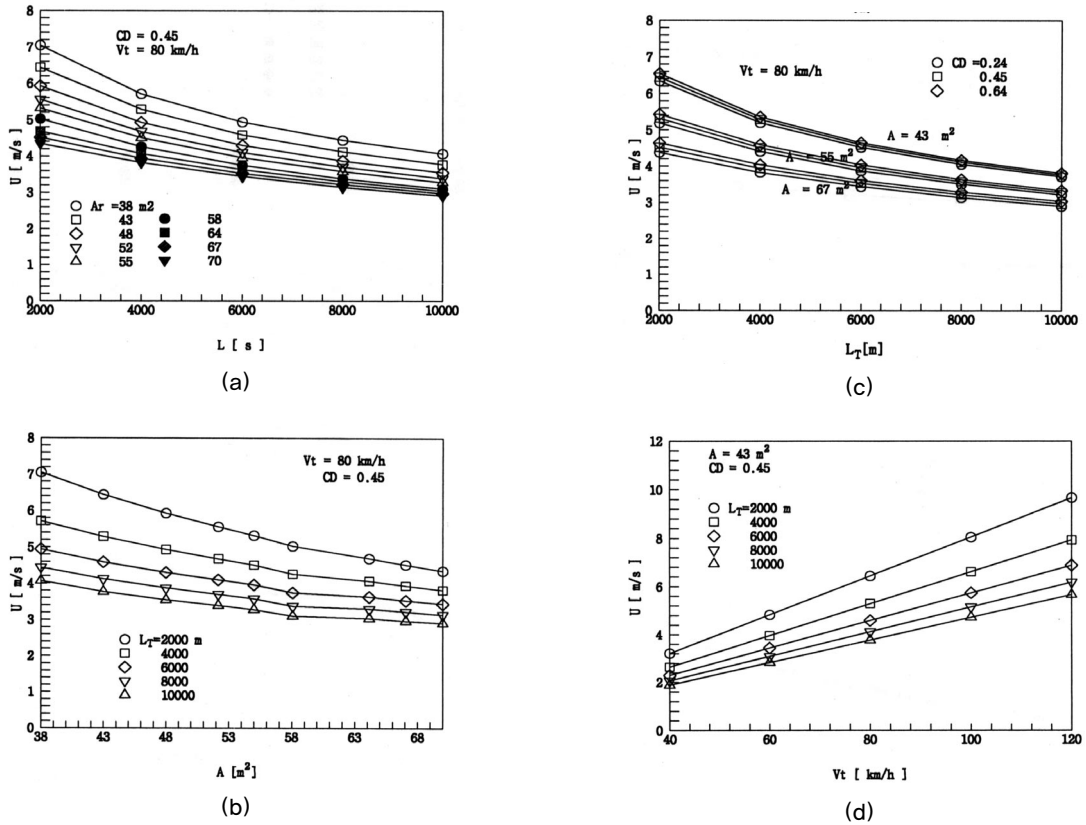 8
7
6
5
4
3
2
1
0
U [ m/s]
CD = 0.45
Vt = 80 km/h
Ar =38 m2
43
48
52
55
58
64
67
70
2000 4000 6000 8000 10000
L [ s ]
(a)
8
7
6
5
4
3
2
1
0
U [ m/s]
Vt = 80 km/h
CD =0.24
0.45
0.64
A = 43 m²
A = 55 m²
A = 67 m²
2000 4000 6000 8000 10000
L_T[m]
(c)
8
7
6
5
4
3
2
1
0
U [ m/s]
Vt = 80 km/h
CD = 0.45
L_T=2000 m
4000
6000
8000
10000
38 43 48 53 58 63 68
A [m²]
(b)
12
10
8
6
4
2
0
U [ m/s]
A = 43 m²
CD = 0.45
L_T=2000 m
4000
6000
8000
10000
40 60 80 100 120
Vt [ km/h ]
(d)